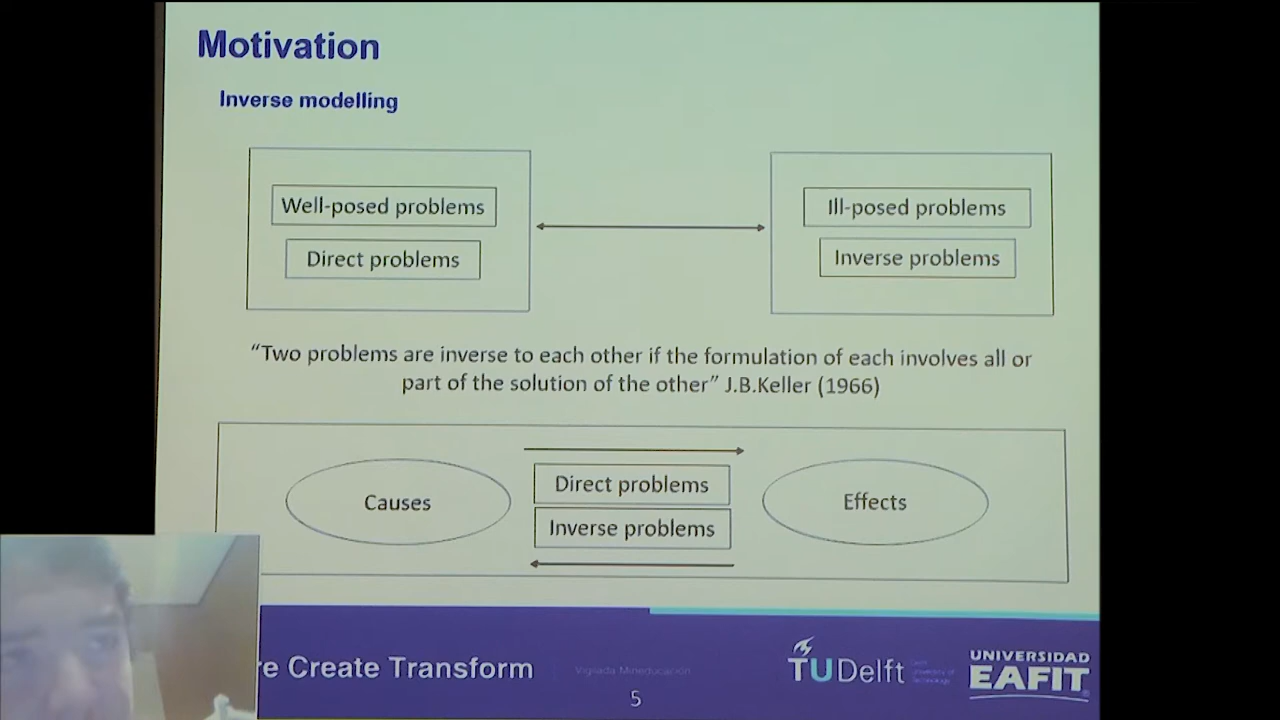 Motivation
Inverse modelling
Well-posed problems
Direct problems
Ill-posed problems
Inverse problems
“Two problems are inverse to each other if the formulation of each involves all or
part of the solution of the other” J.B.Keller (1966)
Causes
Direct problems
Inverse problems
Effects
e Create Transform
Vigilada Mineducación
5
TUDelft
UNIVERSIDAD
EAFIT